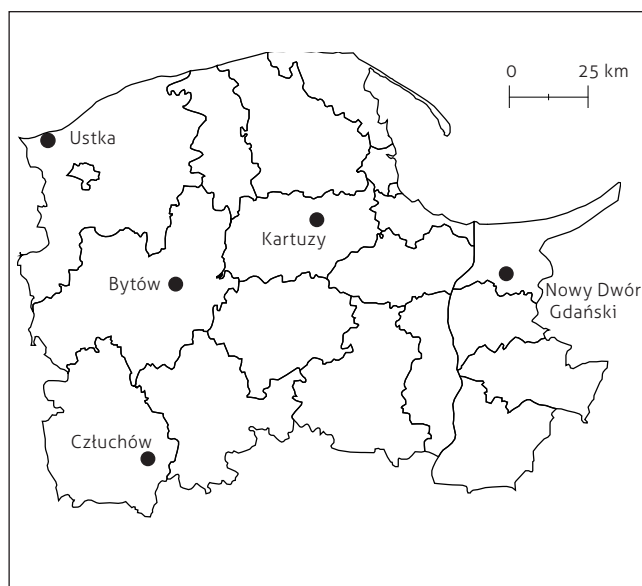 0 25 km
Ustka
Kartuzy
Bytów
Nowy Dwór
Gdański
Człuchów